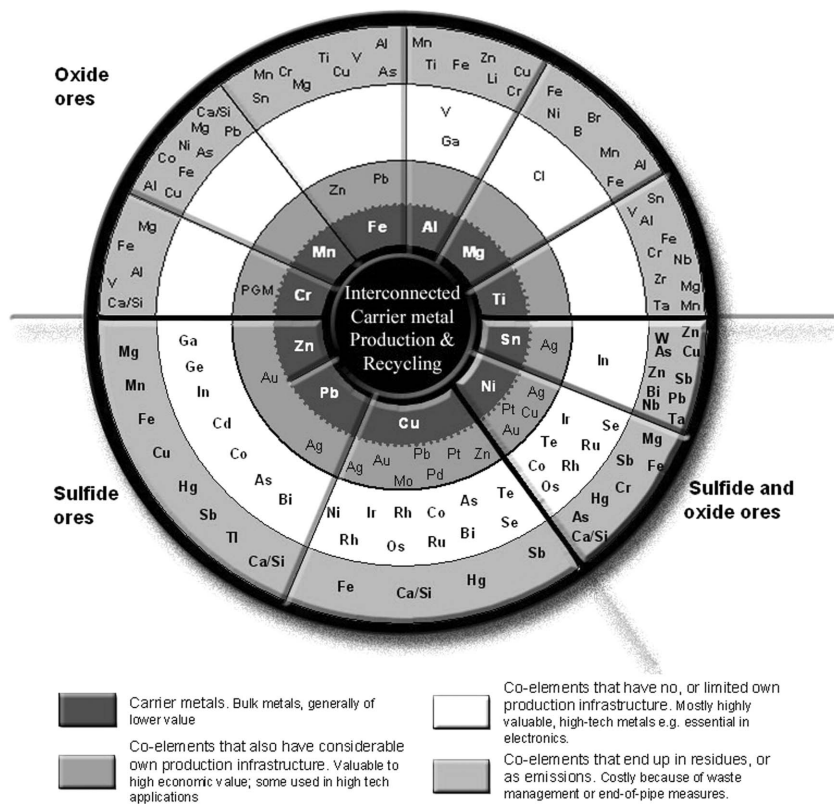 Oxide
ores
Mn Cr Ti V Al
Sn Mg Cu As
Mn Ti Fe Zn Cu
Li Cr
Fe Br
Ni B
Mn Al
Fe
Ca/Si
Mg Pb
Ni As
Co Fe
Al Cu
V
Ga
Cl
Zn Pb
Sn
V Al
Fe
Cr Nb
Zr Mg
Ta Mn
Mg
Fe
Al
V
Ca/Si
PGM
Fe Al
Mn Mg
Cr Ti
Zn Sn
Pb Ni
Cu
Interconnected
Carrier metal
Production &
Recycling
Ag
In
W Zn
As Cu
Zn Sb
Bi Pb
Nb Ta
Mg
Mn
Fe
Cu
Hg
Sb
Tl
Ca/Si
Ga
Ge
In
Cd
Co
As
Bi
Au
Ag
Ag Au Pb Pt Zn
Mo Pd
Ag
Pt Cu
Au
Ir Se
Te Ru
Co Rh
Os
Mg
Sb Fe
Cr
Hg
As
Ca/Si
Ni Ir Rh Co As Te
Rh Os Ru Bi Se
Fe Ca/Si Hg Sb
Sulfide
ores
Sulfide and
oxide ores
Carrier metals. Bulk metals, generally of
lower value
Co-elements that also have considerable
own production infrastructure. Valuable to
high economic value; some used in high tech
applications
Co-elements that have no, or limited own
production infrastructure. Mostly highly
valuable, high-tech metals e.g. essential in
electronics.
Co-elements that end up in residues, or
as emissions. Costly because of waste
management or end-of-pipe measures.